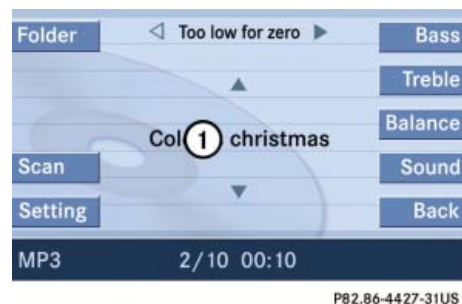 Folder
Too low for zero
Bass
Treble
Col 1 christmas
Balance
Scan
Sound
Setting
Back
MP3 2/10 00:10
P82.86-4427-31US